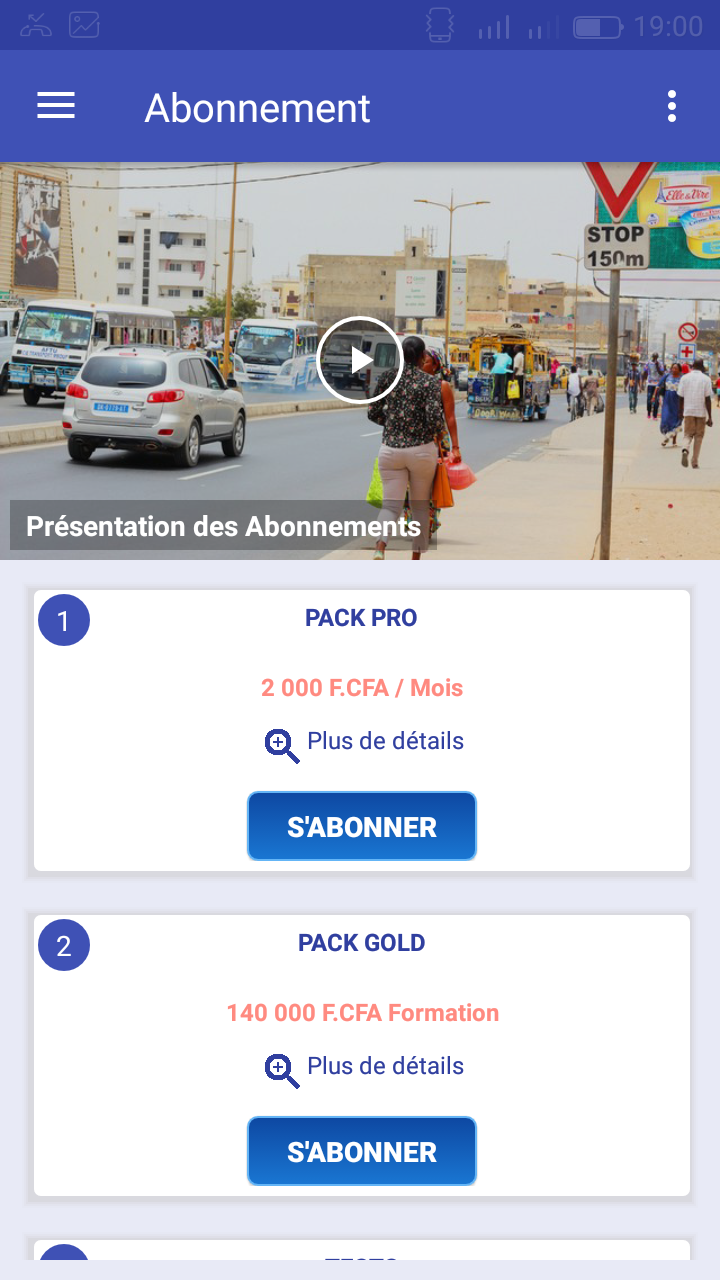 19:00
Abonnement
Elle & Vire
STOP
150m
Présentation des Abonnements
1
PACK PRO
2 000 F.CFA / Mois
Plus de détails
S'ABONNER
2
PACK GOLD
140 000 F.CFA Formation
Plus de détails
S'ABONNER